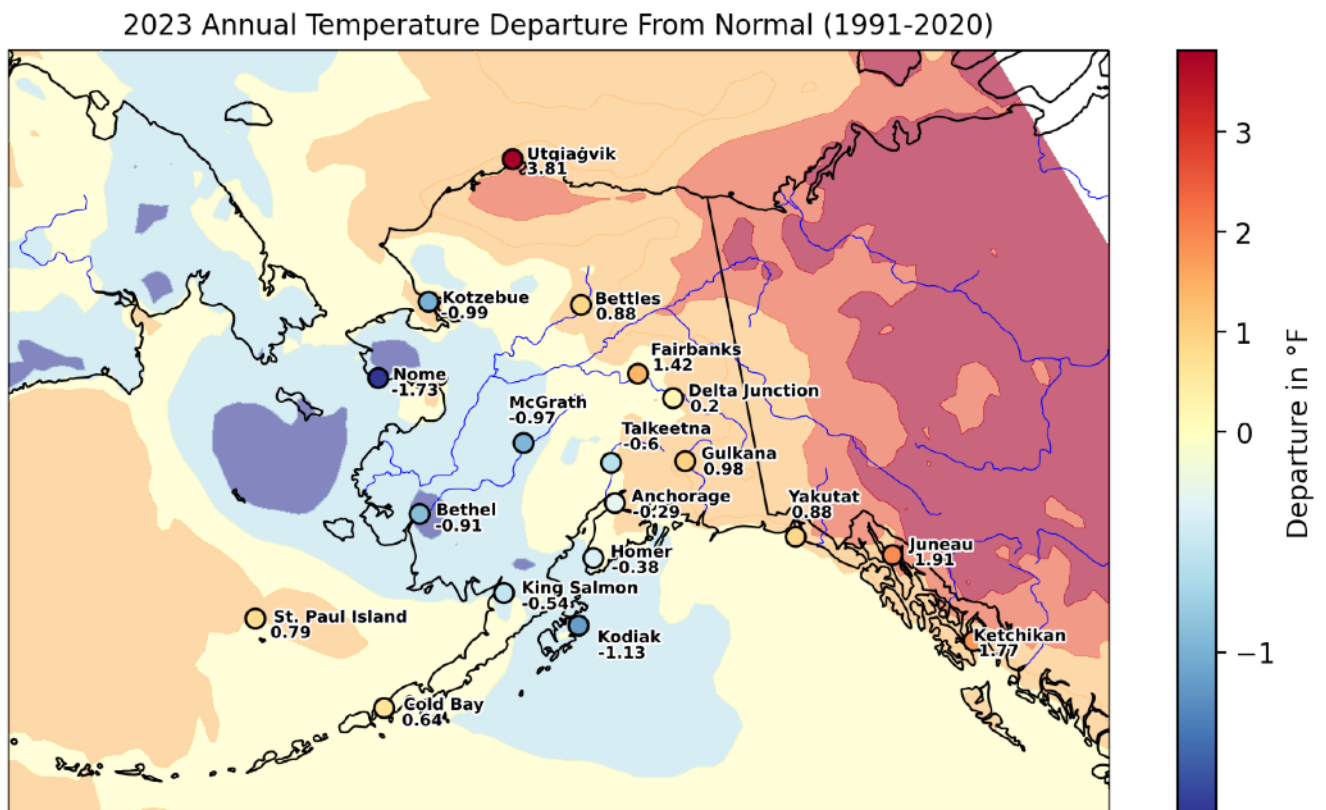 2023 Annual Temperature Departure From Normal (1991-2020)
Utqiaġvik
3.81
Kotzebue
-0.99
Bettles
0.88
Nome
-1.73
Fairbanks
1.42
Delta Junction
0.2
McGrath
-0.97
Talkeetna
-0.6
Gulkana
0.98
Anchorage
-0.29
Yakutat
0.88
Bethel
-0.91
Homer
-0.38
Juneau
1.91
King Salmon
-0.54
St. Paul Island
0.79
Kodiak
-1.13
Ketchikan
1.77
Cold Bay
0.64
3
2
1
0
−1
Departure in °F